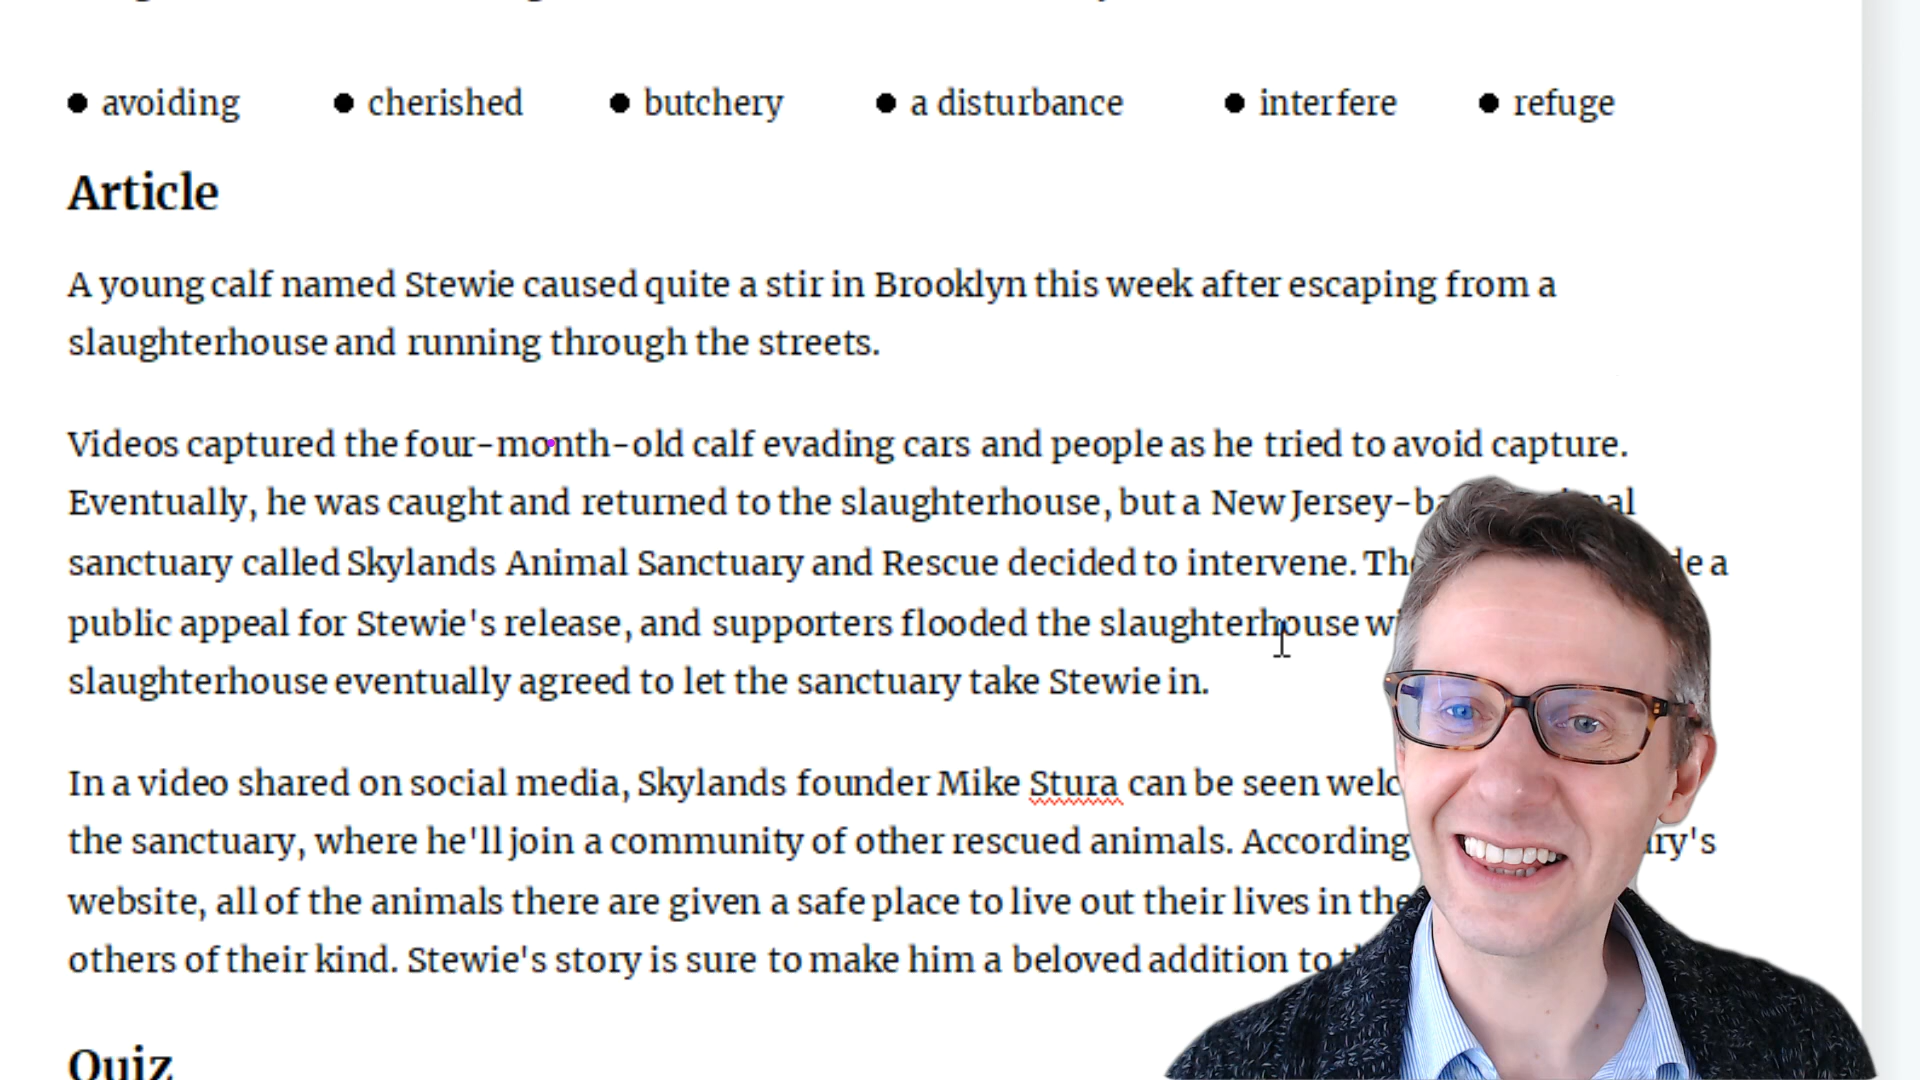 avoiding cherished butchery a disturbance interfere refuge
Article
A young calf named Stewie caused quite a stir in Brooklyn this week after escaping from a
slaughterhouse and running through the streets.
Videos captured the four-month-old calf evading cars and people as he tried to avoid capture.
Eventually, he was caught and returned to the slaughterhouse, but a New
sanctuary called Skylands Animal Sanctuary and Rescue decided to intervene. a
public appeal for Stewie's release, and supporters flooded the slaughterhouse
slaughterhouse eventually agreed to let the sanctuary take Stewie in.
In a video shared on social media, Skylands founder Mike Stura can be seen
the sanctuary, where he'll join a community of other rescued animals. According
website, all of the animals there are given a safe place to live out their lives in
others of their kind. Stewie's story is sure to make him a beloved addition to
Quiz